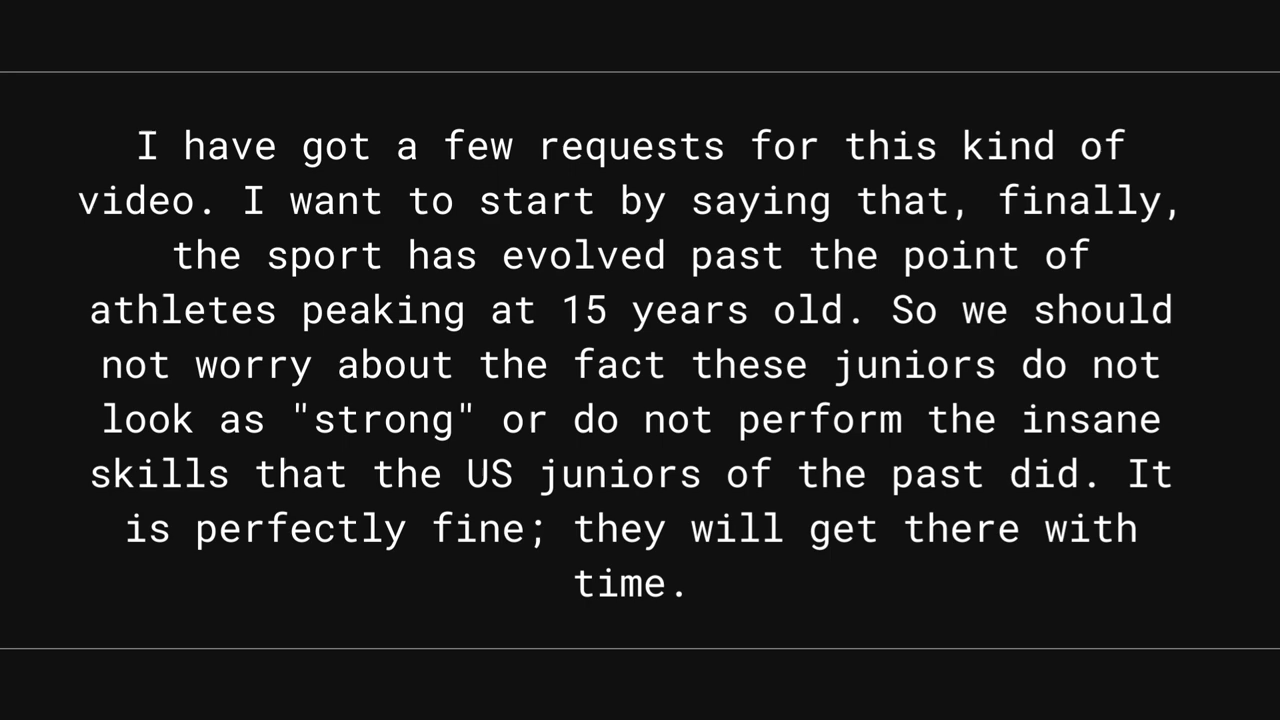 I have got a few requests for this kind of
video. I want to start by saying that, finally,
the sport has evolved past the point of
athletes peaking at 15 years old. So we should
not worry about the fact these juniors do not
look as "strong" or do not perform the insane
skills that the US juniors of the past did. It
is perfectly fine; they will get there with
time.